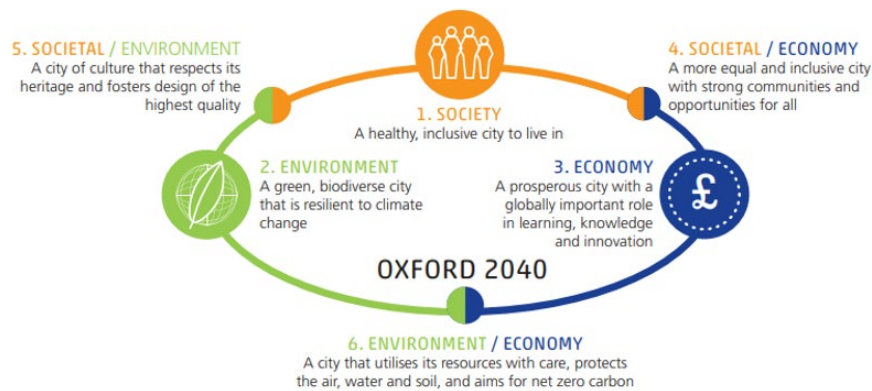 5. SOCIETAL / ENVIRONMENT
A city of culture that respects its
heritage and fosters design of the
highest quality
4. SOCIETAL / ECONOMY
A more equal and inclusive city
with strong communities and
opportunities for all
1. SOCIETY
A healthy, inclusive city to live in
2. ENVIRONMENT
A green, biodiverse city
that is resilient to climate
change
3. ECONOMY
A prosperous city with a
globally important role
in learning, knowledge
and innovation
£
OXFORD 2040
6. ENVIRONMENT / ECONOMY
A city that utilises its resources with care, protects
the air, water and soil, and aims for net zero carbon